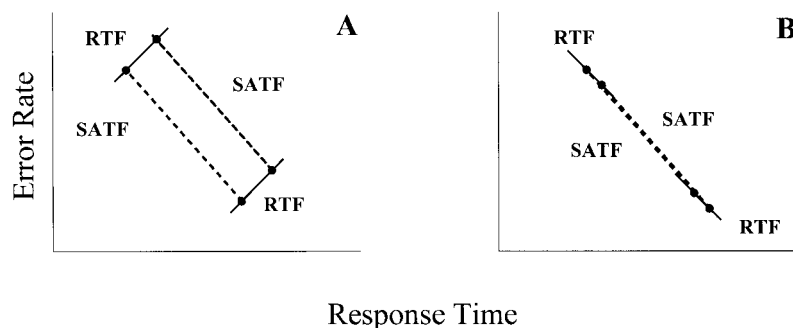 A
RTF
SATF
SATF
RTF
Error Rate
B
RTF
SATF
SATF
RTF
Response Time